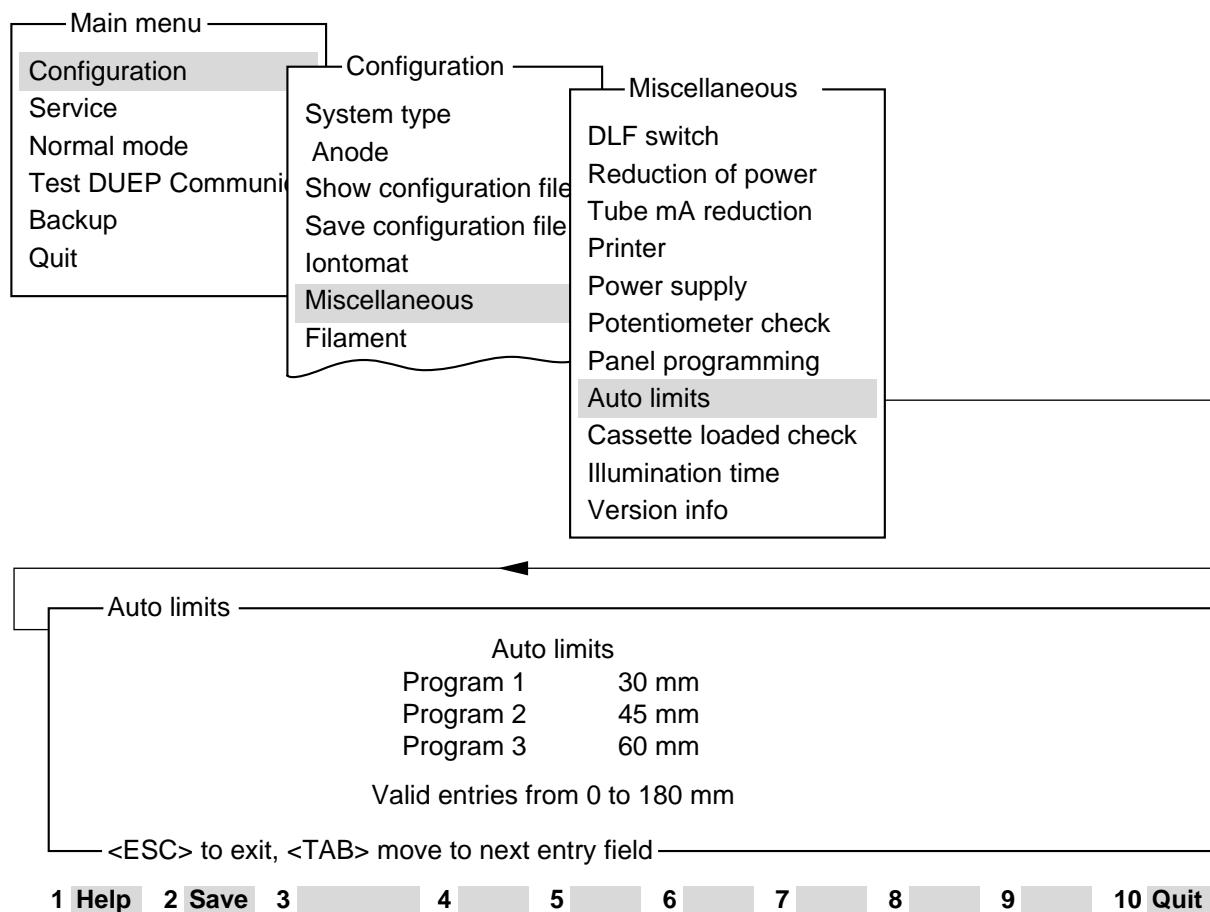 Main menu
Configuration
Service
Normal mode
Test DUEP Communi
Backup
Quit
Configuration
System type
Anode
Show configuration file
Save configuration file
Iontomat
Miscellaneous
Filament
Miscellaneous
DLF switch
Reduction of power
Tube mA reduction
Printer
Power supply
Potentiometer check
Panel programming
Auto limits
Cassette loaded check
Illumination time
Version info
Auto limits
Auto limits
Program 1 30 mm
Program 2 45 mm
Program 3 60 mm
Valid entries from 0 to 180 mm
<ESC> to exit, <TAB> move to next entry field
1 Help 2 Save 3 4 5 6 7 8 9 10 Quit